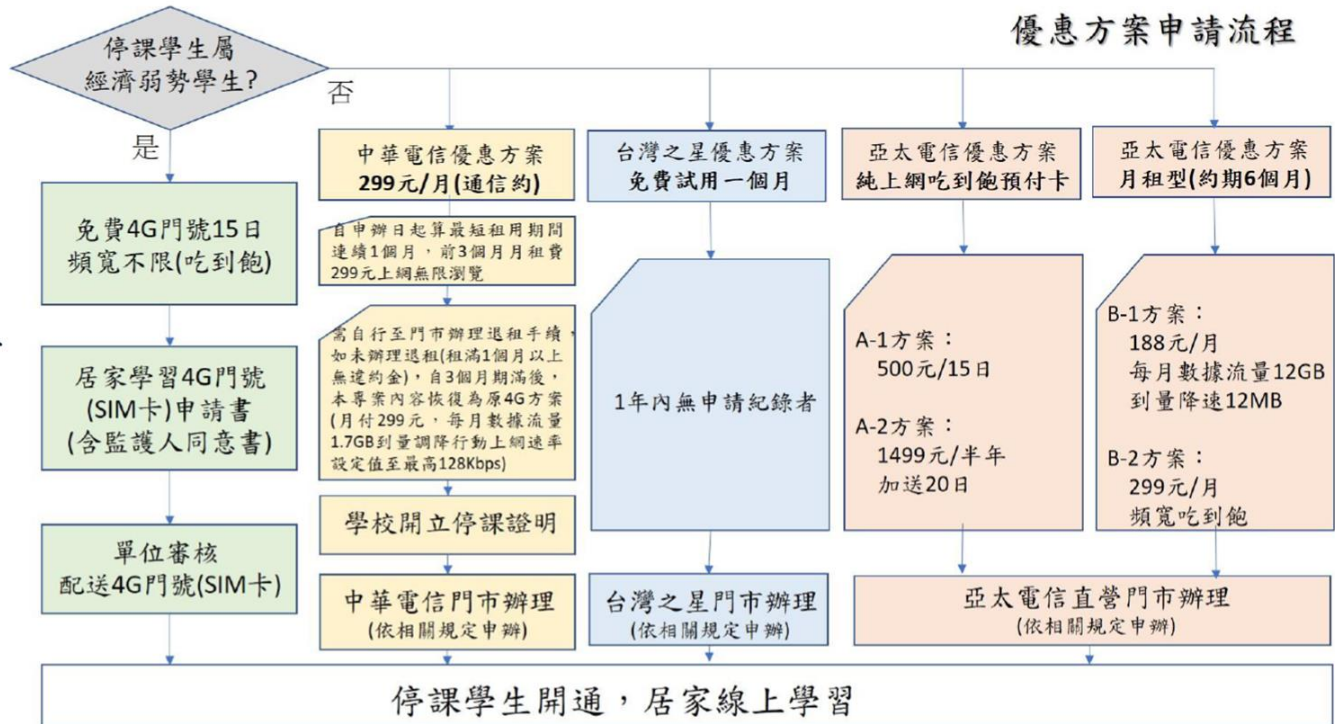 優惠方案申請流程
停課學生屬
經濟弱勢學生?
是
否
免費4G門號15日
頻寬不限(吃到飽)
居家學習4G門號
(SIM卡)申請書
(含監護人同意書)
單位審核
配送4G門號(SIM卡)
中華電信優惠方案
299元/月(通信約)
自申辦日起算最短租用期間
連續1個月，前3個月月租費
299元上網無限瀏覽
需自行至門市辦理退租手續，
如未辦理退租(租滿1個月以上
無違約金)，自3個月期滿後，
本專案內容恢復為原4G方案
(月付299元，每月數據流量
1.7GB到量調降行動上網速率
設定值至最高128Kbps)
學校開立停課證明
中華電信門市辦理
(依相關規定申辦)
台灣之星優惠方案
免費試用一個月
1年內無申請紀錄者
台灣之星門市辦理
(依相關規定申辦)
亞太電信優惠方案
純上網吃到飽預付卡
A-1方案：
500元/15日
A-2方案：
1499元/半年
加送20日
亞太電信優惠方案
月租型(約期6個月)
B-1方案：
188元/月
每月數據流量12GB
到量降速12MB
B-2方案：
299元/月
頻寬吃到飽
亞太電信直營門市辦理
(依相關規定申辦)
停課學生開通，居家線上學習